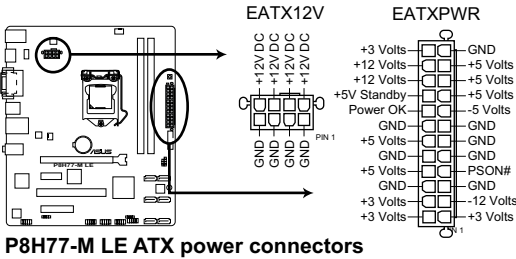 EATX12V
EATXPWR
+12V DC
+12V DC
+12V DC
+12V DC
GND
GND
GND
GND
PIN 1
+3 Volts GND
+12 Volts +5 Volts
+12 Volts +5 Volts
+5V Standby +5 Volts
Power OK -5 Volts
GND GND
+5 Volts GND
GND GND
+5 Volts PSON#
GND GND
+3 Volts -12 Volts
+3 Volts +3 Volts
N 1
/ISUS
P8H77-M LE
P8H77-M LE ATX power connectors